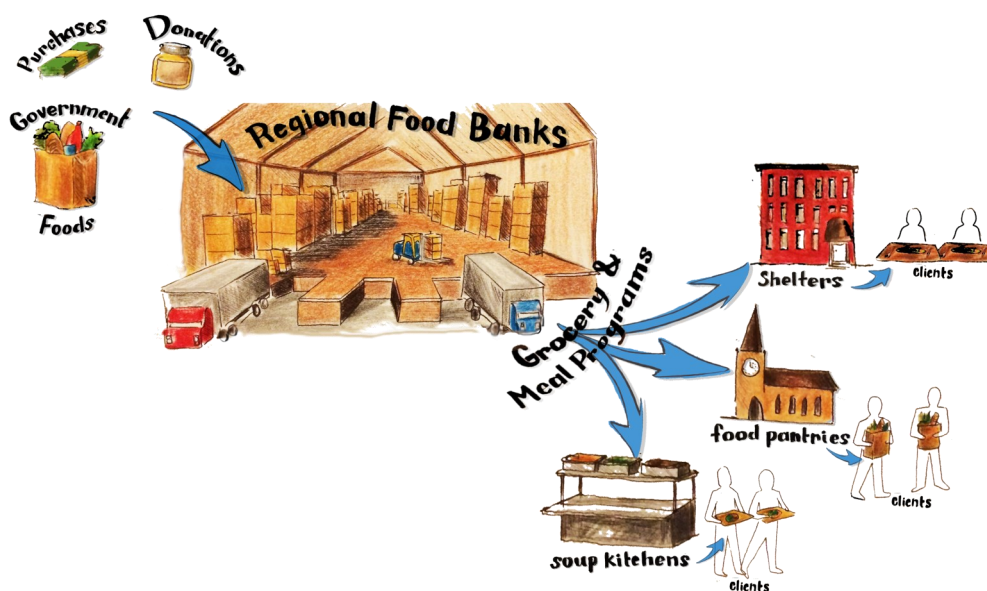 Purchases
Donations
Government
Foods
Regional Food Banks
Grocery &
Meal Programs
Shelters
clients
food pantries
clients
soup kitchens
clients